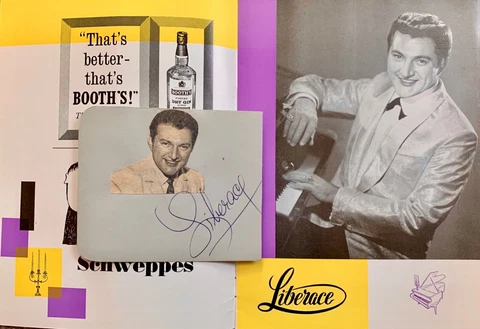 "That's
better-
that's
BOOTH'S!"
BOOTH'S
DRY GIN
Liberace
Schweppes
Liberace